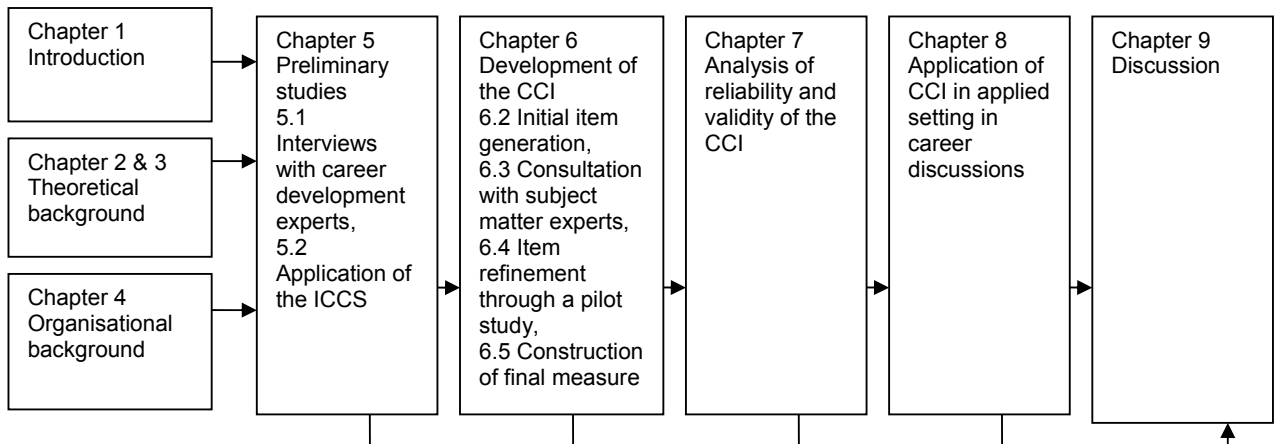 Chapter 1
Introduction
Chapter 2 & 3
Theoretical
background
Chapter 4
Organisational
background
Chapter 5
Preliminary
studies
5.1
Interviews
with career
development
experts,
5.2
Application of
the ICCS
Chapter 6
Development of
the CCI
6.2 Initial item
generation,
6.3 Consultation
with subject
matter experts,
6.4 Item
refinement
through a pilot
study,
6.5 Construction
of final measure
Chapter 7
Analysis of
reliability and
validity of the
CCI
Chapter 8
Application of
CCI in applied
setting in
career
discussions
Chapter 9
Discussion